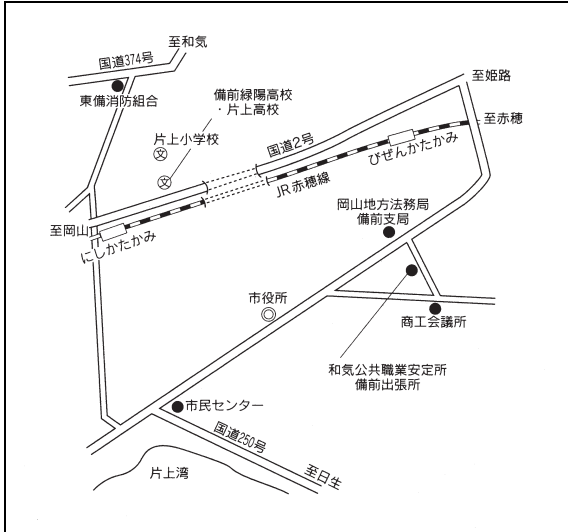 至和気
国道374号
東備消防組合
備前緑陽高校
・片上高校
片上小学校
文
文
国道2号
至姫路
至赤穂
びぜんかたかみ
JR赤穂線
至岡山
にしかたかみ
岡山地方法務局
備前支局
市役所
商工会議所
和気公共職業安定所
備前出張所
市民センター
国道250号
至日生
片上湾